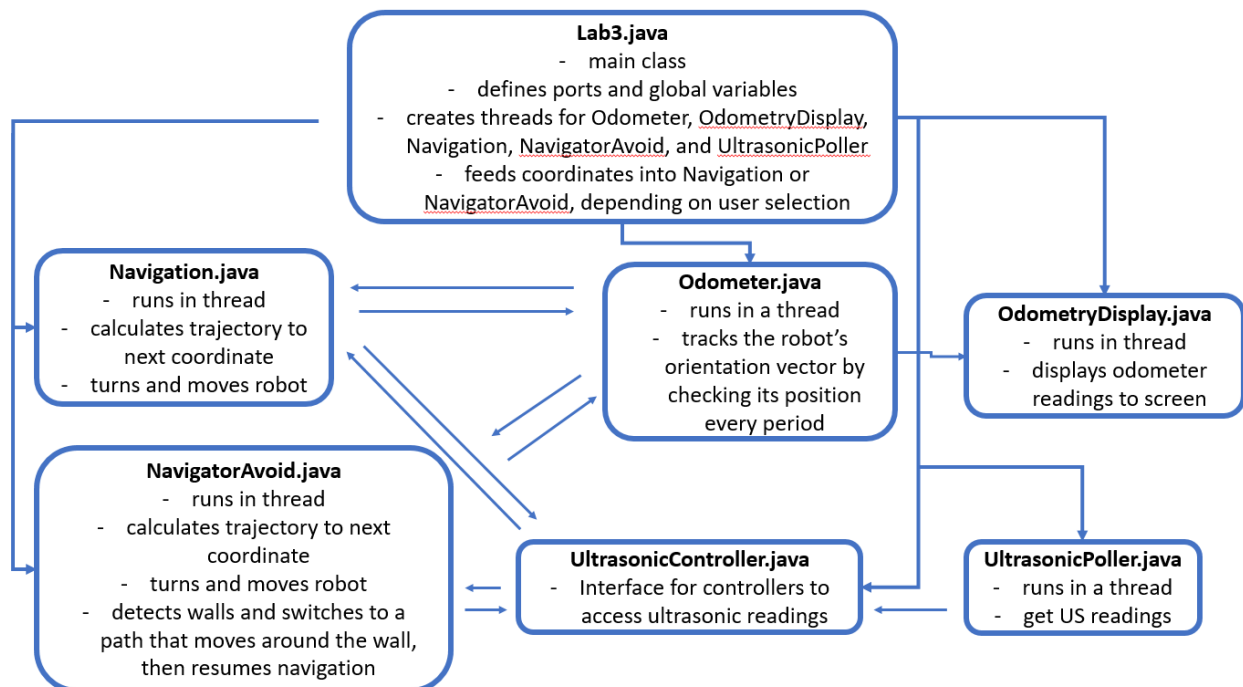 Lab3.java
- main class
- defines ports and global variables
- creates threads for Odometer, OdometryDisplay,
Navigation, NavigatorAvoid, and UltrasonicPoller
- feeds coordinates into Navigation or
NavigatorAvoid, depending on user selection
Navigation.java
- runs in thread
- calculates trajectory to
next coordinate
- turns and moves robot
Odometer.java
- runs in a thread
- tracks the robot’s
orientation vector by
checking its position
every period
OdometryDisplay.java
- runs in thread
- displays odometer
readings to screen
NavigatorAvoid.java
- runs in thread
- calculates trajectory to next
coordinate
- turns and moves robot
- detects walls and switches to a
path that moves around the wall,
then resumes navigation
UltrasonicController.java
- Interface for controllers to
access ultrasonic readings
UltrasonicPoller.java
- runs in a thread
- get US readings